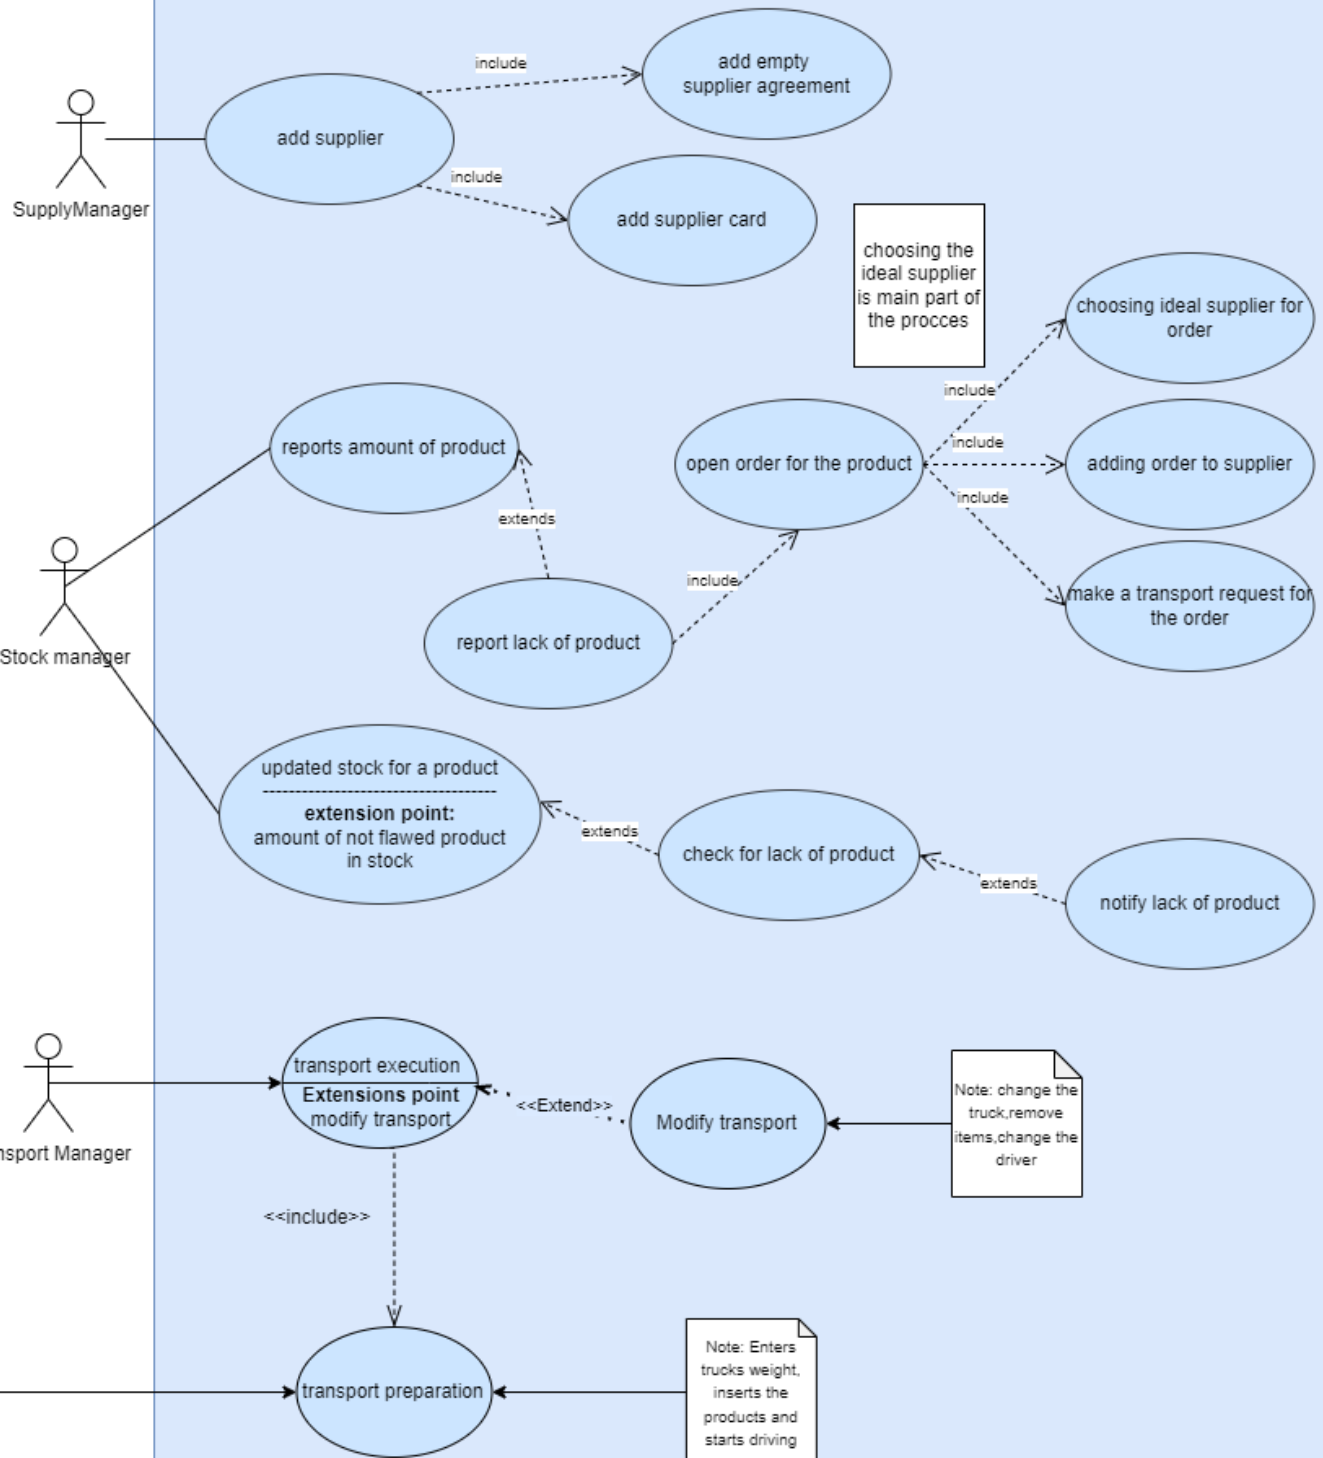 include
add empty
supplier agreement
add supplier
include
add supplier card
SupplyManager
choosing the
ideal supplier
is main part of
the procces
choosing ideal supplier for
order
include
reports amount of product
include
open order for the product
adding order to supplier
include
extends
include
make a transport request for
the order
report lack of product
Stock manager
updated stock for a product
----------------------------------
extension point:
amount of not flawed product
in stock
extends
check for lack of product
extends
notify lack of product
transport execution
Extensions point
modify transport
<<Extend>>
Modify transport
Note: change the
truck,remove
items,change the
driver
nsport Manager
<<include>>
transport preparation
Note: Enters
trucks weight,
inserts the
products and
starts driving